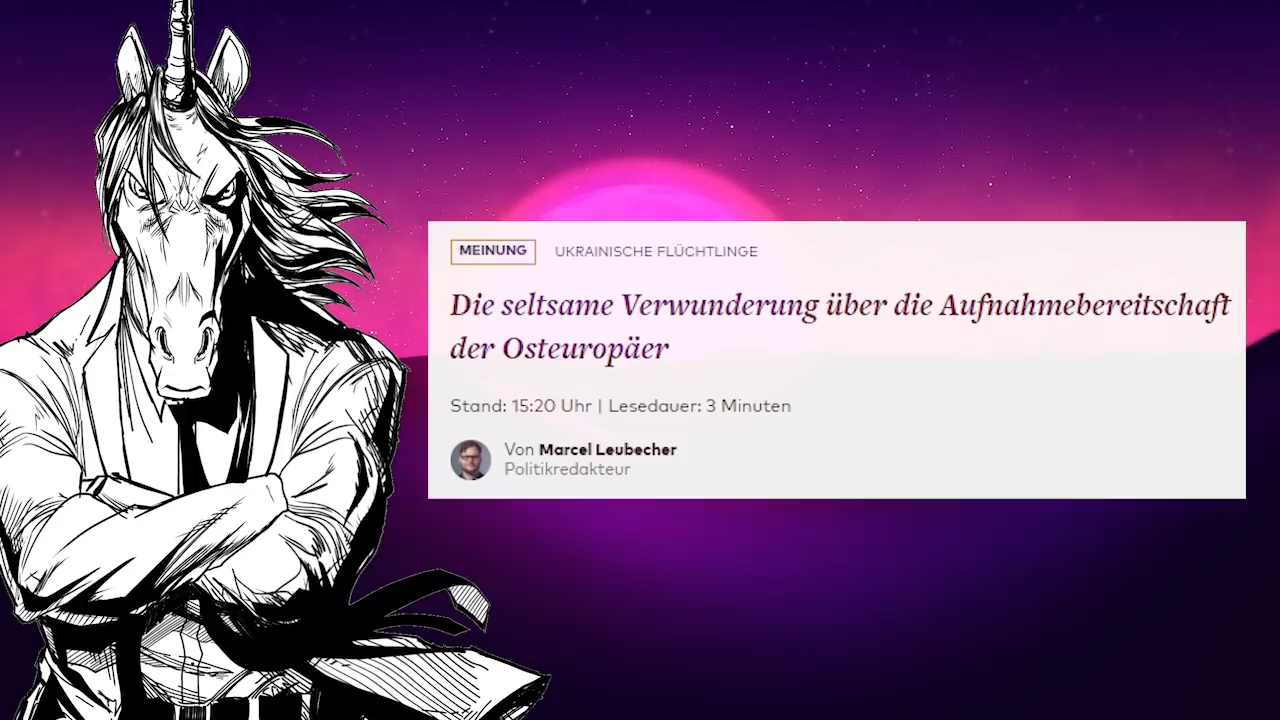 MEINUNG UKRAINISCHE FLÜCHTLINGE
Die seltsame Verwunderung über die Aufnahmebereitschaft
der Osteuropäer
Stand: 15:20 Uhr | Lesedauer: 3 Minuten
Von Marcel Leubecher
Politikredakteur